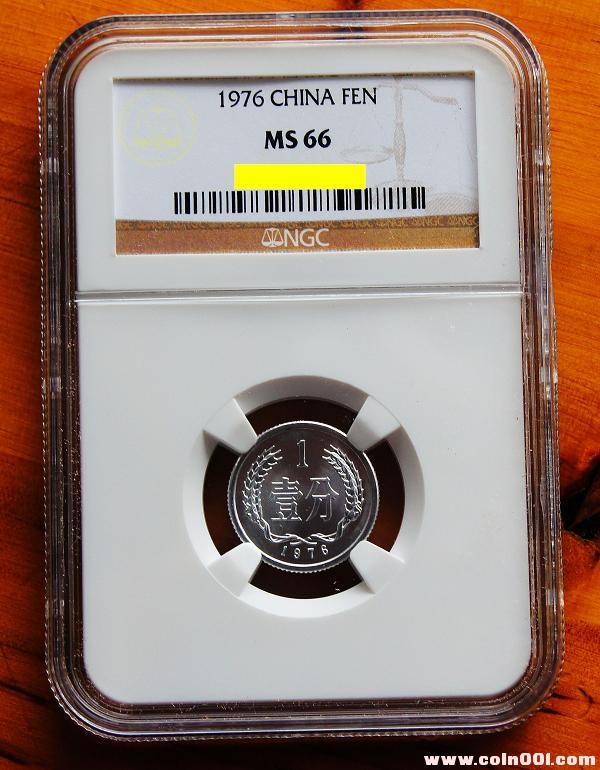 1976 CHINA FEN
MS 66
NGC
1
壹分
1976
www.coin001.com